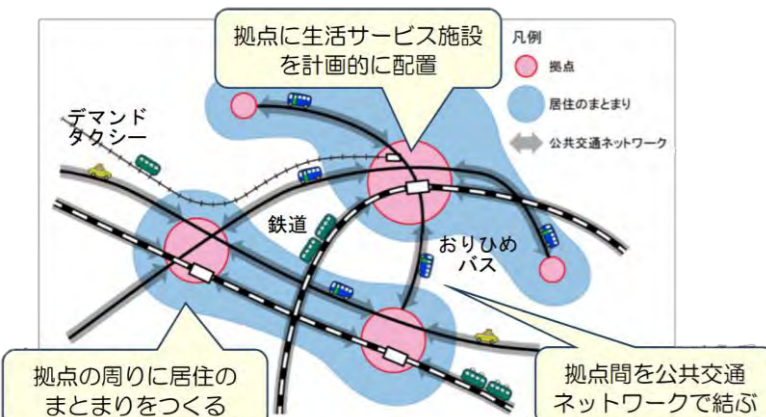 拠点に生活サービス施設
を計画的に配置
凡例
拠点
居住のまとまり
公共交通ネットワーク
デマンド
タクシー
鉄道
おりひめ
バス
拠点の周りに居住の
まとまりをつくる
拠点間を公共交通
ネットワークで結ぶ